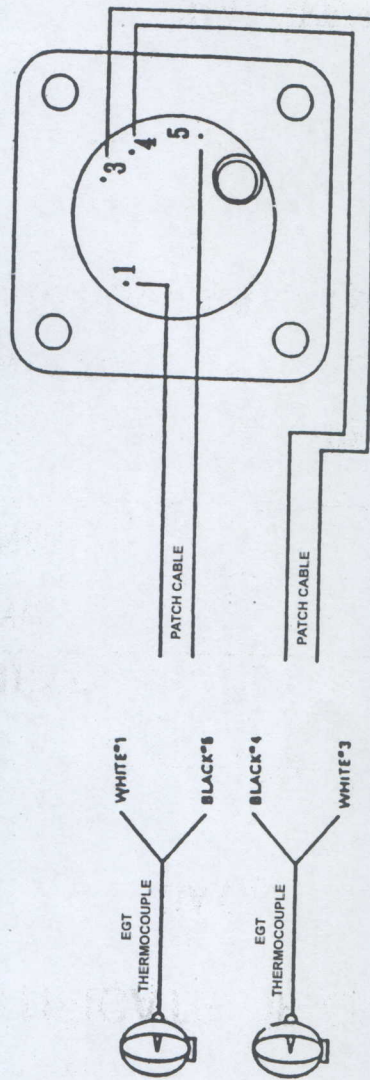 .3
.4
5 .
.1
PATCH CABLE
PATCH CABLE
WHITE#1
BLACK#5
BLACK#4
WHITE#3
EGT
THERMOCOUPLE
EGT
THERMOCOUPLE